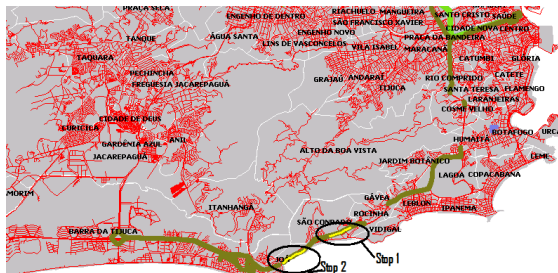 PRAÇA SECA
ENGENHO DE DENTRO
RIACHUELO
MANGUEIRA
SANTO CRISTO
SAÚDE
SÃO FRANCISCO XAVIER
TANQUE
ÁGUA SANTA
ENGENHO NOVO
CIDADE NOVA
CENTRO
PRAÇA DA BANDEIRA
LINS DE VASCONCELOS
VILA ISABEL
MARACANÃ
TAQUARA
CATUMBI
GLÓRIA
PECHINCHA
GRAJAÚ
ANDARAÍ
RIO COMPRIDO
CATETE
FREGUESIA JACAREPAGUÁ
TIJUCA
SANTA TERESA
FLAMENGO
LARANJEIRAS
COSME VELHO
CIDADE DE DEUS
CURICICA
BOTAFOGO
URCA
ANIL
HUMAITÁ
GARDÊNIA AZUL
ALTO DA BOA VISTA
JACAREPAGUÁ
JARDIM BOTÂNICO
LEME
LAGOA
COPACABANA
MORIM
GÁVEA
ITANHANGÁ
LEBLON
IPANEMA
ROCINHA
SÃO CONRADO
VIDIGAL
BARRA DA TIJUCA
JO
Stop 1
Stop 2